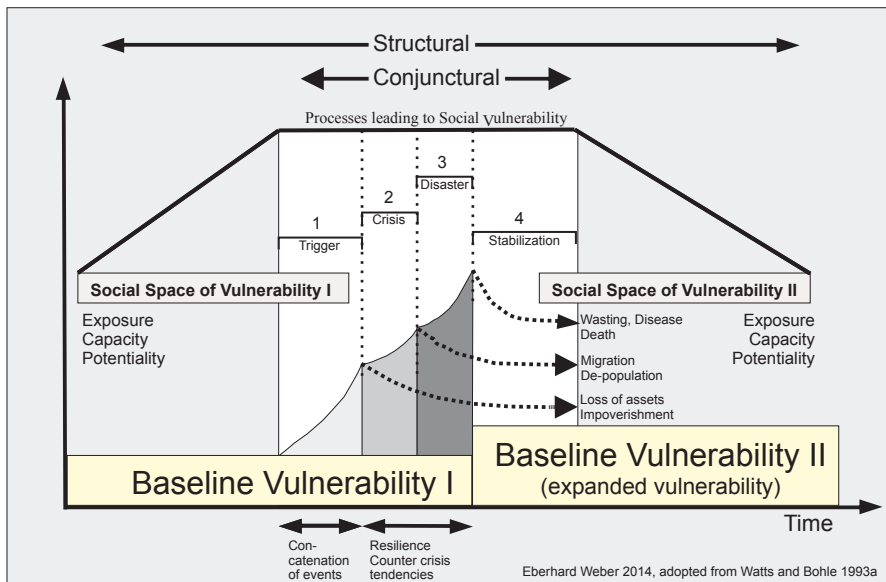 Structural
Conjunctural
Processes leading to Social Vulnerability
3
Disaster
2
Crisis
1
Trigger
4
Stabilization
Social Space of Vulnerability I
Social Space of Vulnerability II
Exposure
Capacity
Potentiality
Wasting, Disease
Death
Migration
De-population
Loss of assets
Impoverishment
Exposure
Capacity
Potentiality
Baseline Vulnerability I
Baseline Vulnerability II
(expanded vulnerability)
Time
Con-
catenation
of events
Resilience
Counter crisis
tendencies
Eberhard Weber 2014, adopted from Watts and Bohle 1993a